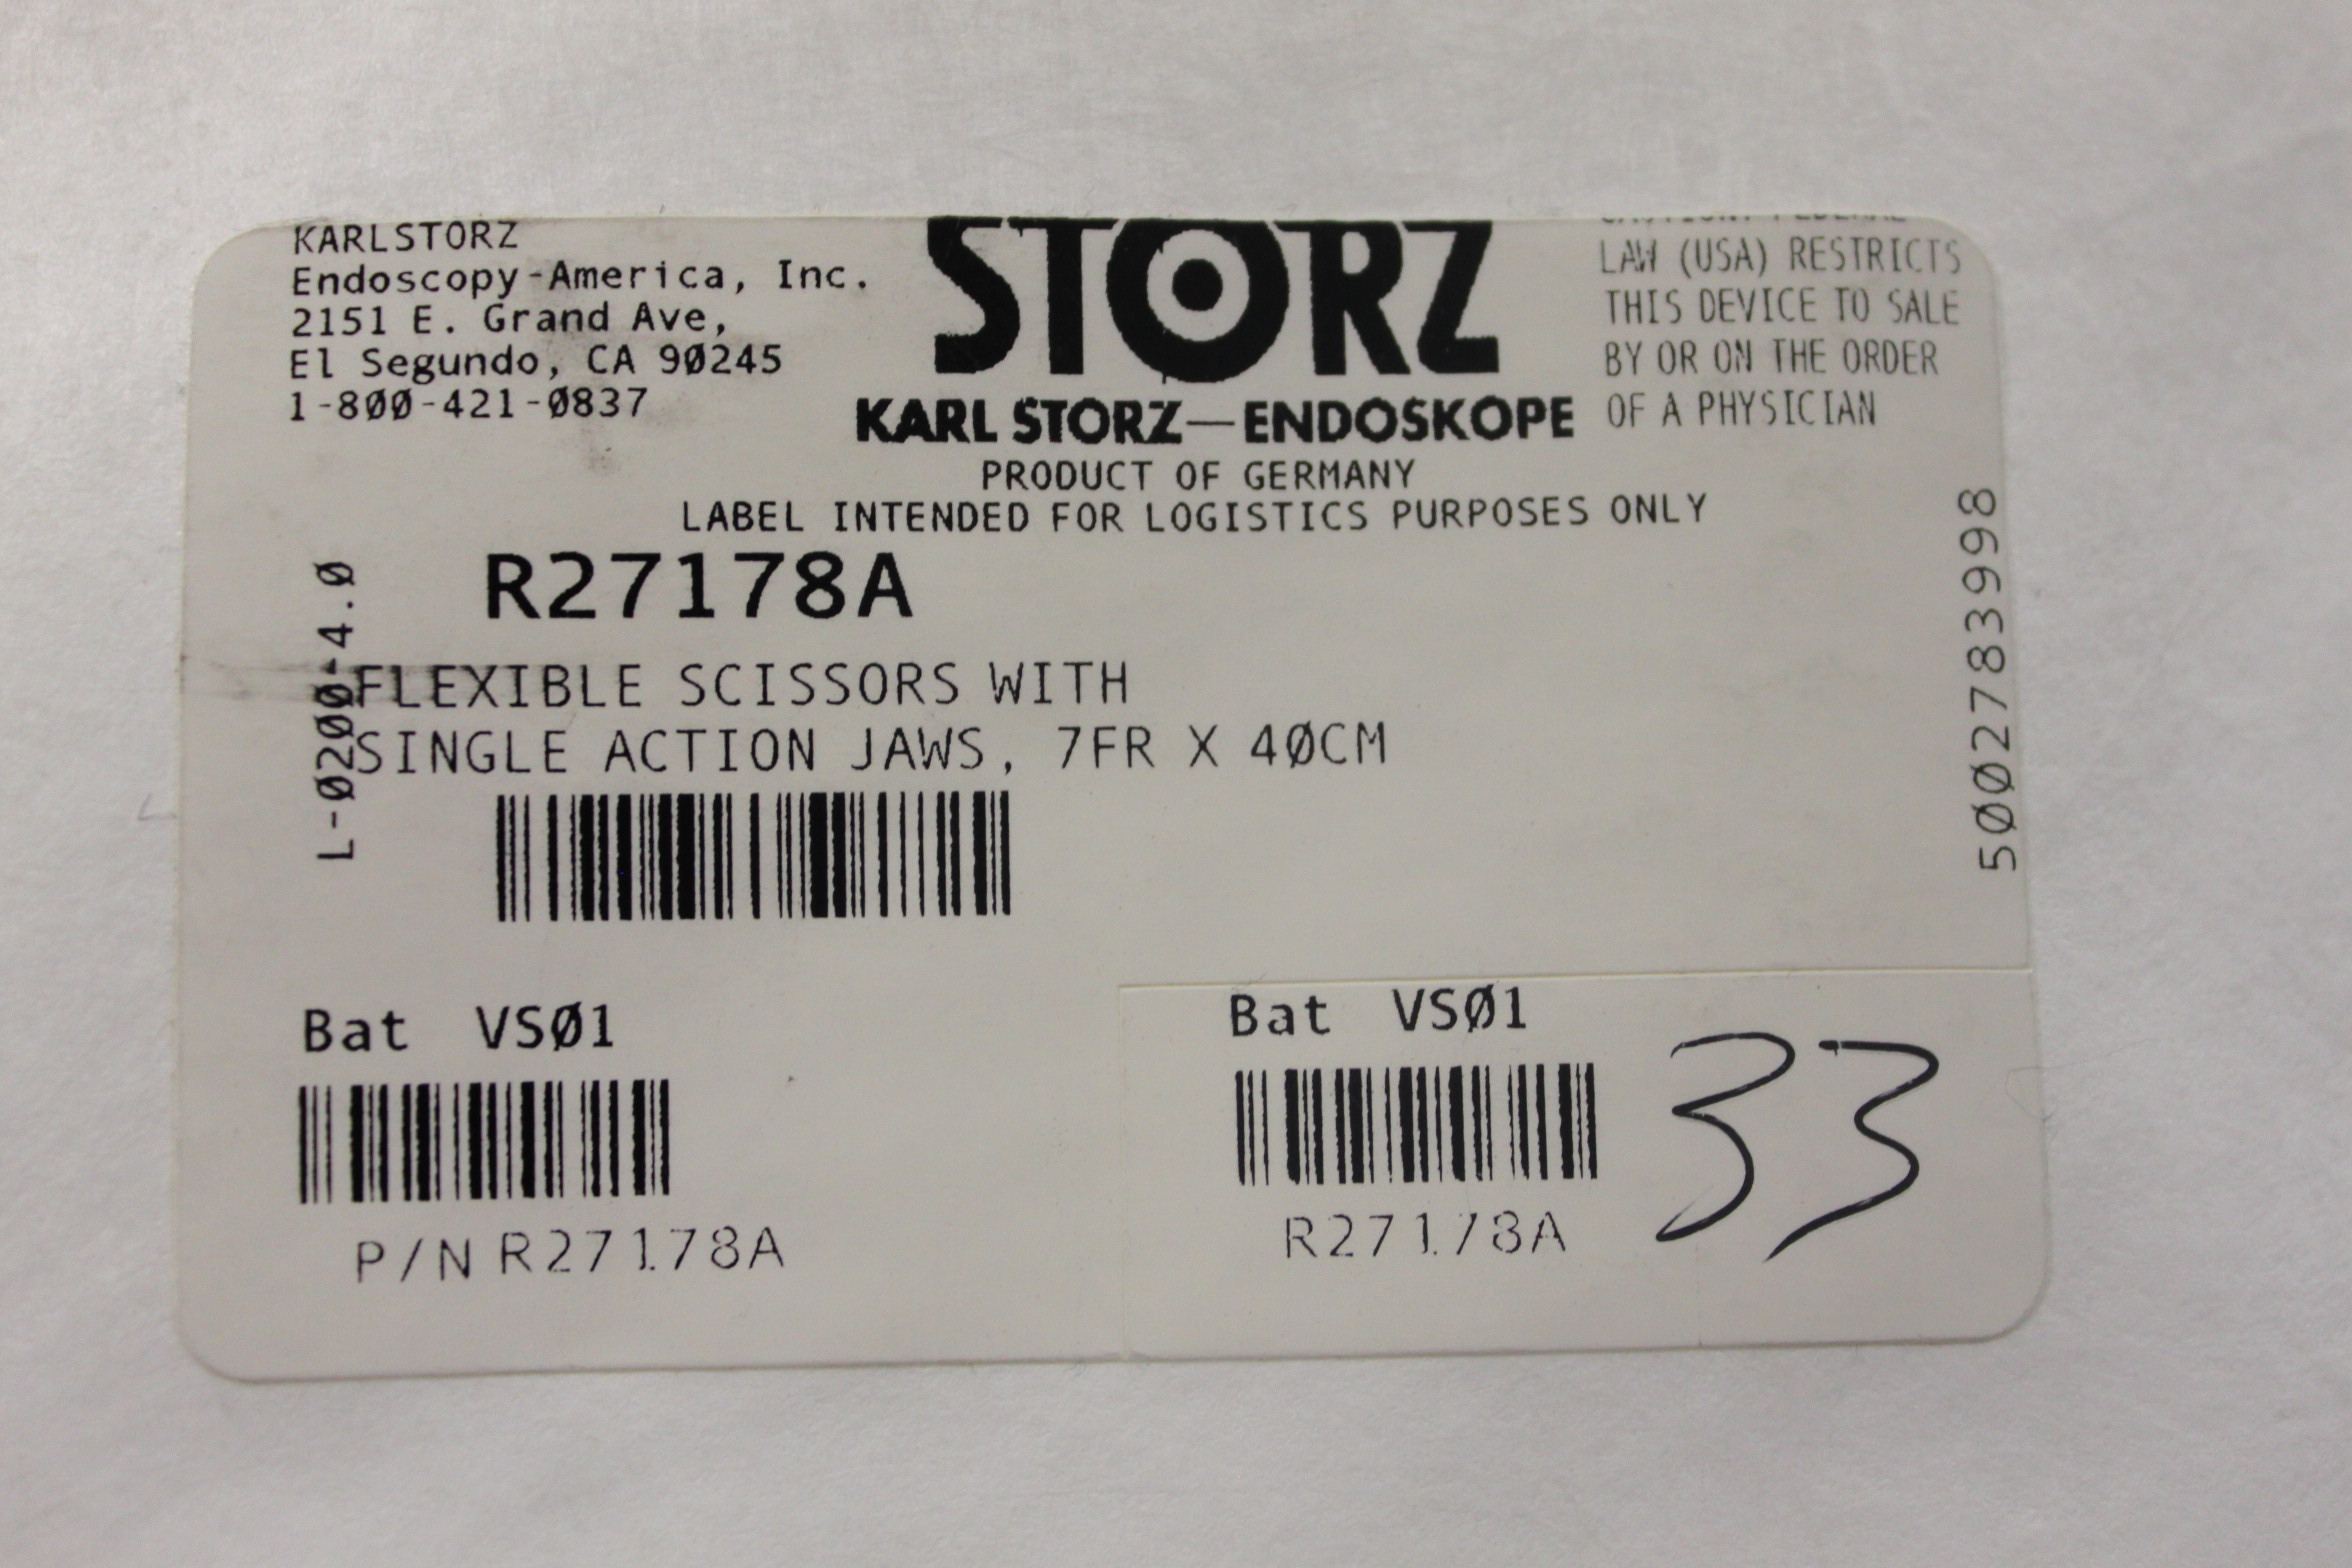 KARLSTORZ
Endoscopy-America, Inc.
2151 E. Grand Ave,
El Segundo, CA 90245
1-800-421-0837
STORZ
KARL STORZ—ENDOSKOPE
CAUTION: FEDERAL
LAW (USA) RESTRICTS
THIS DEVICE TO SALE
BY OR ON THE ORDER
OF A PHYSICIAN
PRODUCT OF GERMANY
LABEL INTENDED FOR LOGISTICS PURPOSES ONLY
R27178A
L-0200-4.0
FLEXIBLE SCISSORS WITH
SINGLE ACTION JAWS, 7FR X 40CM
5002783998
Bat VS01
P/N R27178A
Bat VS01
R27178A
33